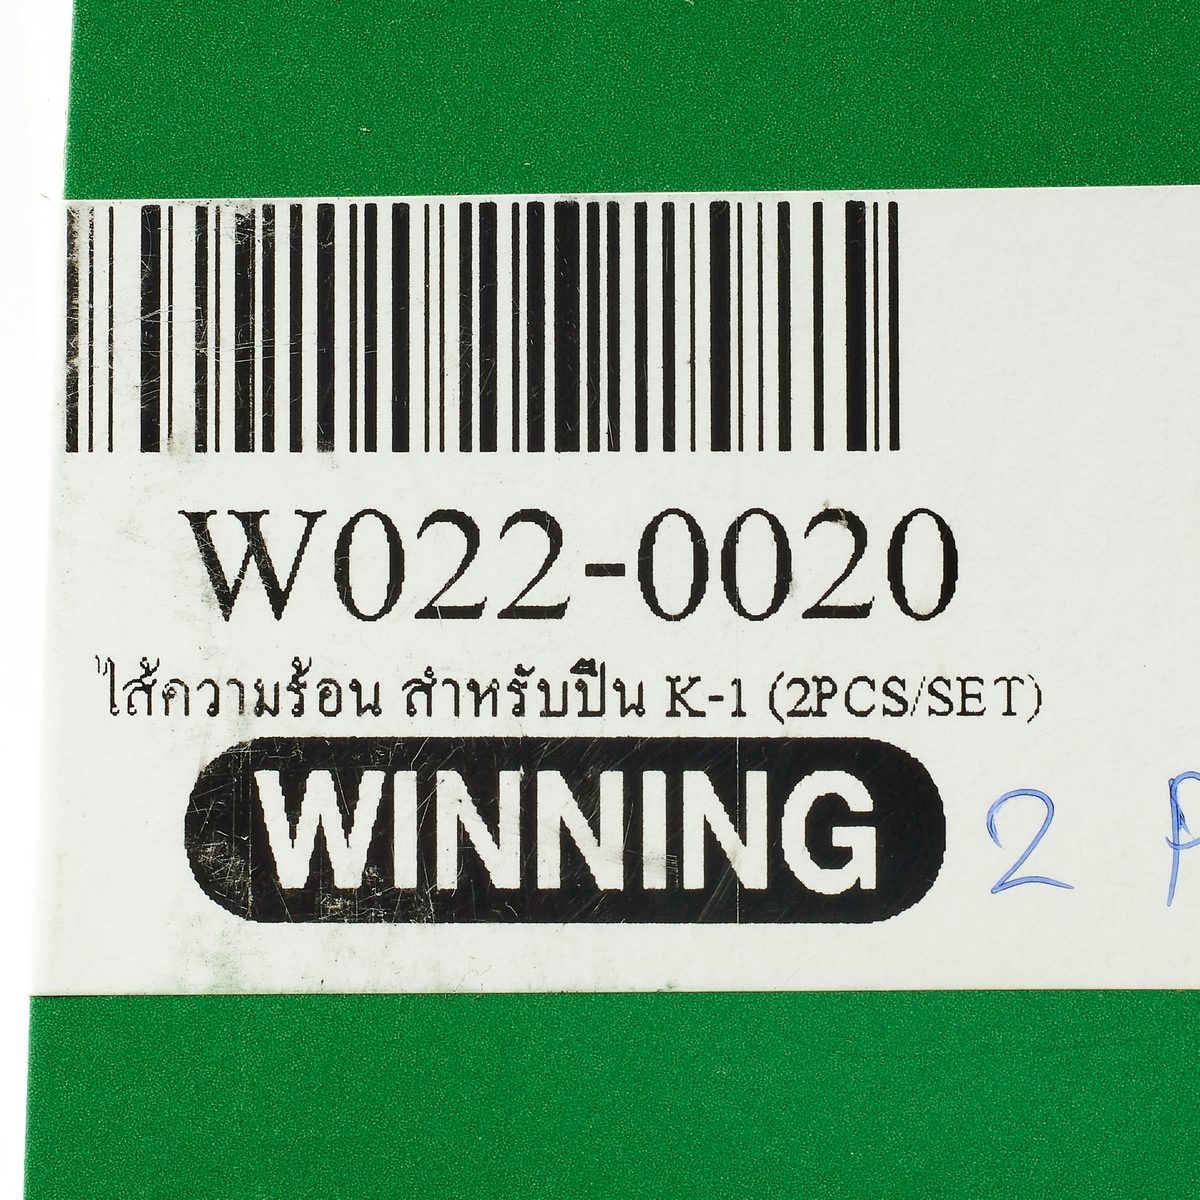 W022-0020
ไส้ความร้อน สำหรับปืน K-1 (2PCS/SET)
WINNING
2 P